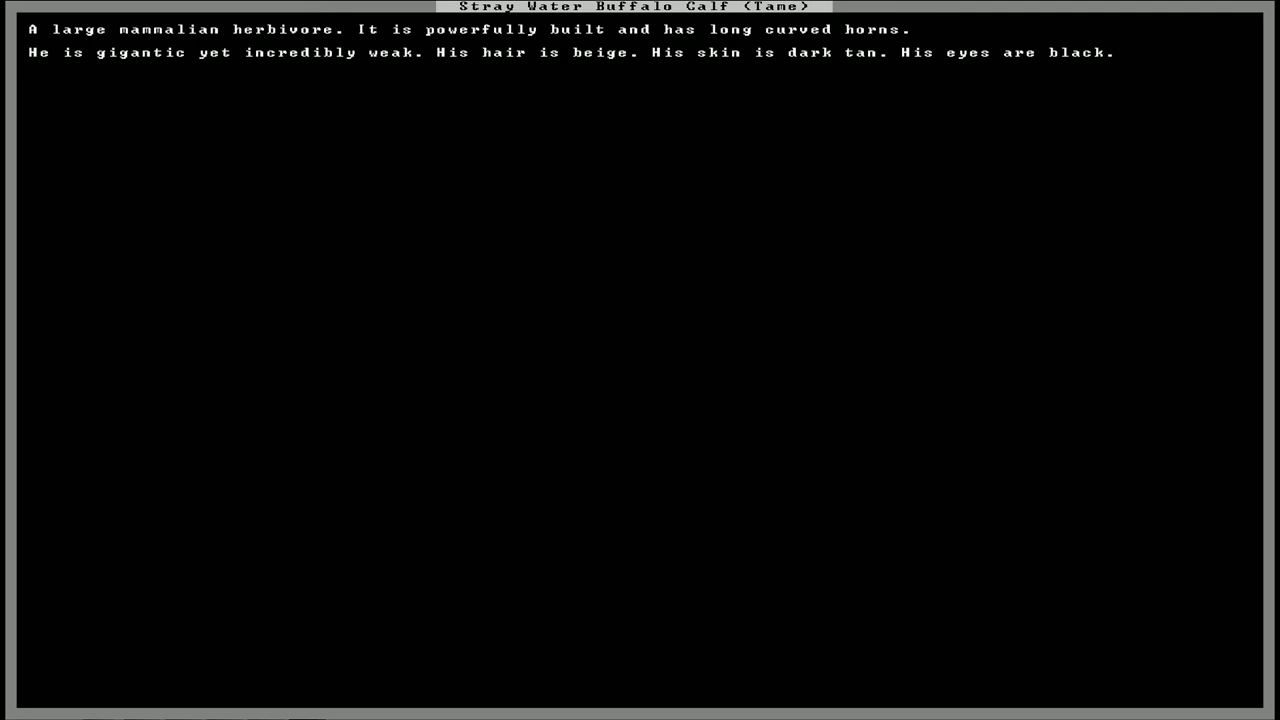 Stray Water Buffalo Calf (Tame)
A large mammalian herbivore. It is powerfully built and has long curved horns.
He is gigantic yet incredibly weak. His hair is beige. His skin is dark tan. His eyes are black.